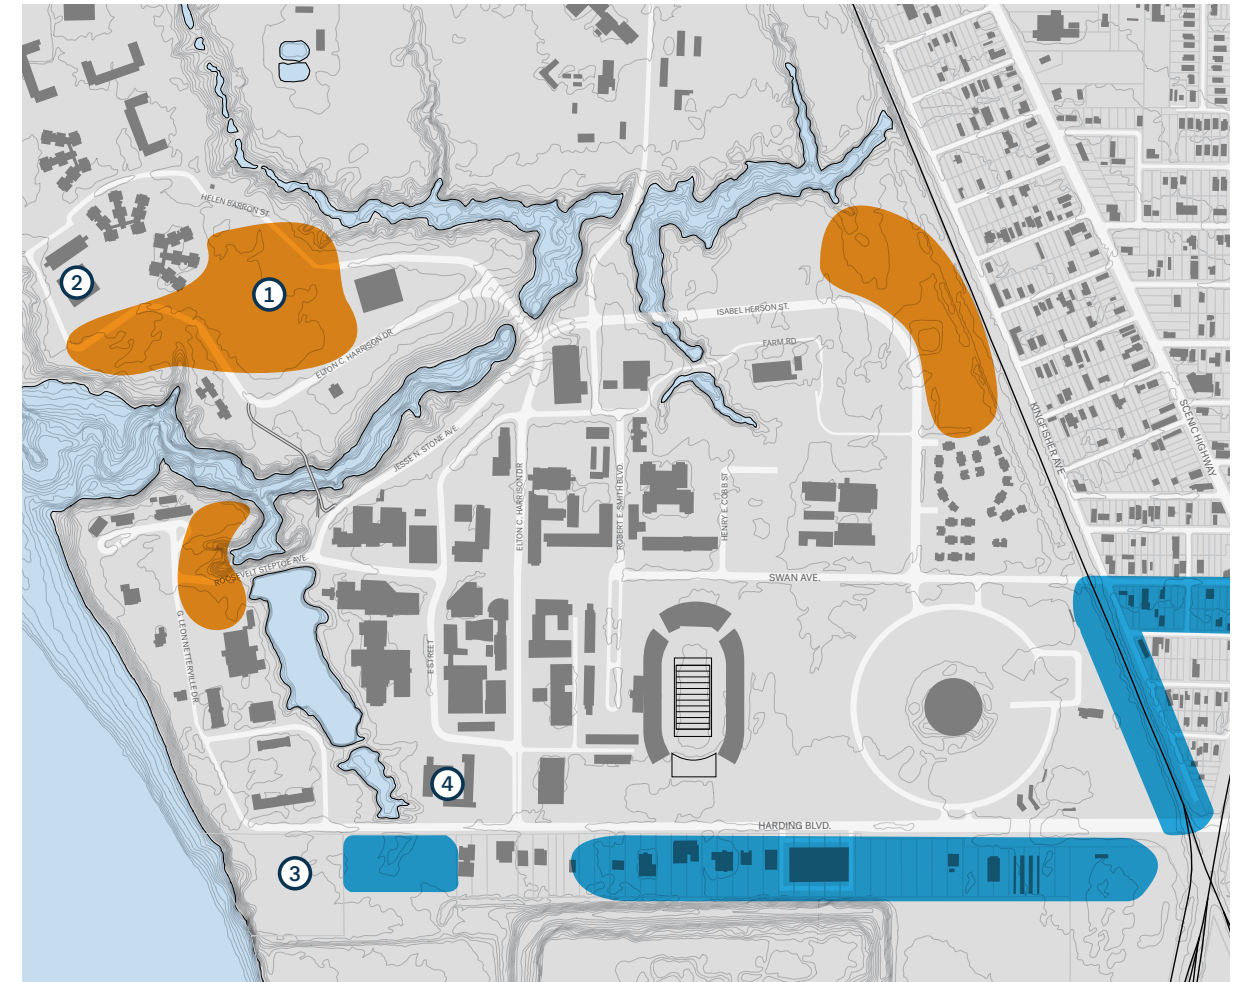 HELEN BARRON ST.
2
1
ISABEL HERSON ST.
ELTON C. HARRISON DR.
FARM RD
KINGFISHER AVE.
SCENIC HIGHWAY
JESSE N. STONE AVE.
ELTON C. HARRISON DR
ROBERT E. SMITH BLVD.
HENRY E. COBB ST
ROOSEVELT STEPTOE AVE.
SWAN AVE.
G. LEON NETTERVILLE DR.
E STREET
4
HARDING BLVD.
3